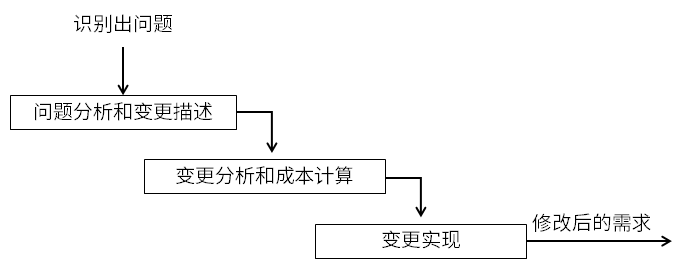 识别出问题
问题分析和变更描述
变更分析和成本计算
修改后的需求
变更实现